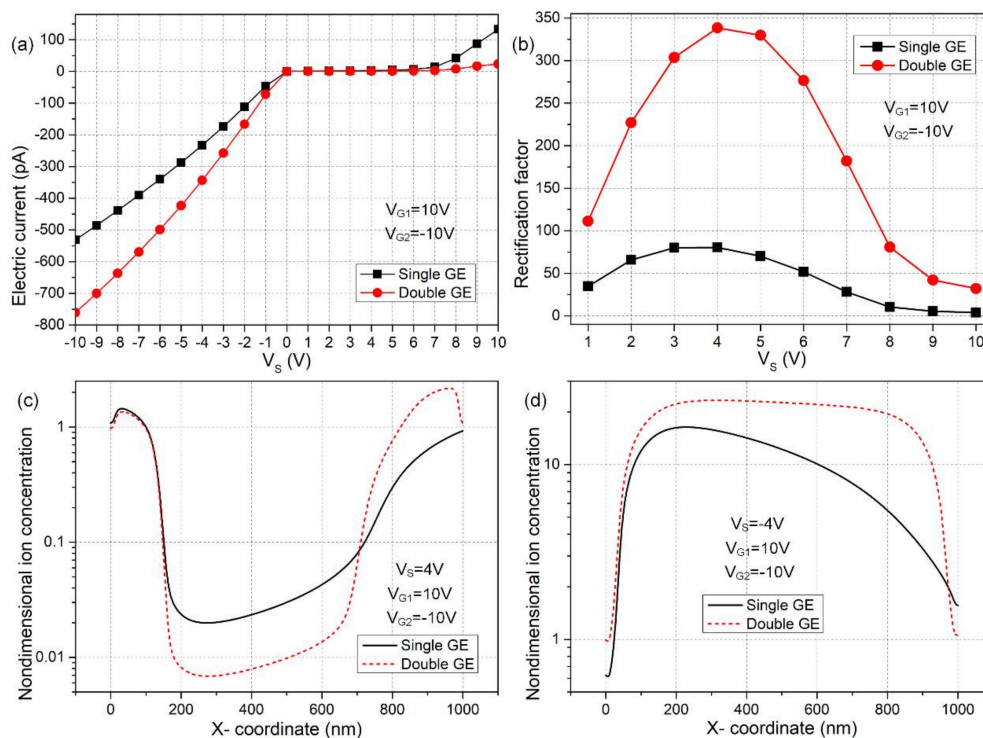 (a)
100
0
-100
-200
-300
-400
-500
-600
-700
-800
Electric current (pA)
V_G1=10V
V_G2=-10V
Single GE
Double GE
-10 -9 -8 -7 -6 -5 -4 -3 -2 -1 0 1 2 3 4 5 6 7 8 9 10
V_S (V)
(b)
350
300
250
200
150
100
50
0
Rectification factor
Single GE
Double GE
V_G1=10V
V_G2=-10V
1 2 3 4 5 6 7 8 9 10
V_S (V)
(c)
1
0.1
0.01
Nondimensional ion concentration
V_S=4V
V_G1=10V
V_G2=-10V
Single GE
Double GE
0 200 400 600 800 1000
X- coordinate (nm)
(d)
10
1
Nondimensional ion concentration
V_S=-4V
V_G1=10V
V_G2=-10V
Single GE
Double GE
0 200 400 600 800 1000
X- coordinate (nm)